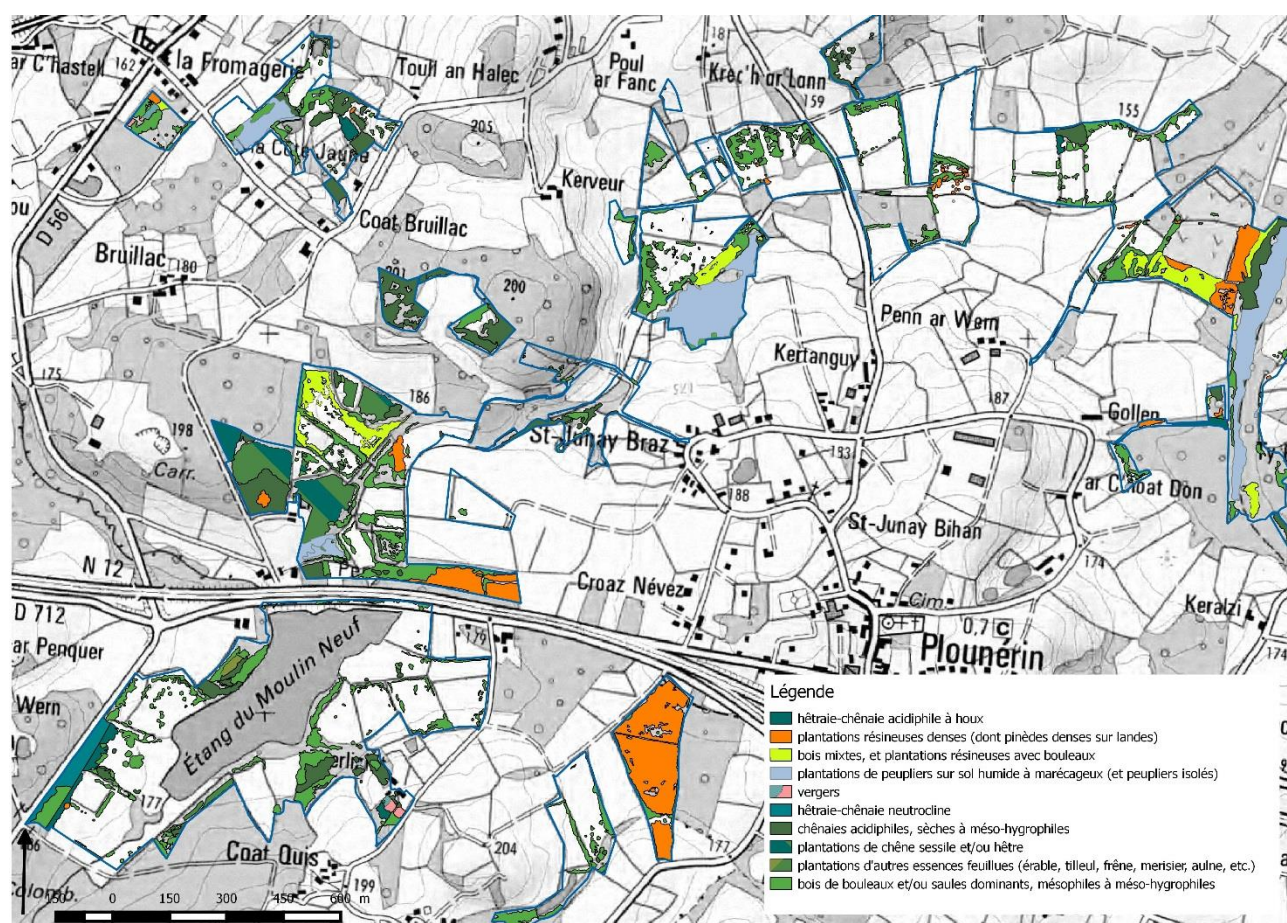 ar C'hastell
162
la Fromagerie
Toull an Halec
Poul
ar Fanc
18
Krec'h ar Lann
159
155
205
la Côte Jaune
Kerveur
D 56
Coat Bruillac
Bruillac
180
201
200
Penn ar Wern
Kertanguy
175
186
187
Gollen
198
Carr.
St-Junay Braz
183
188
ar C'hoat Don
St-Junay Bihan
174
N 12
Croaz Névez
Cim.
Keralzi
D 712
179
0,7 C
174
ar Penquer
Plounérin
Wern
Étang du Moulin Neuf
177
204
177
Coat Quis
199
Colomb.
150 0 150 300 450 600 m
Légende
hêtraie-chênaie acidiphile à houx
plantations résineuses denses (dont pinèdes denses sur landes)
bois mixtes, et plantations résineuses avec bouleaux
plantations de peupliers sur sol humide à marécageux (et peupliers isolés)
vergers
hêtraie-chênaie neutrocline
chênaies acidiphiles, sèches à méso-hygrophiles
plantations de chêne sessile et/ou hêtre
plantations d'autres essences feuillues (érable, tilleul, frêne, merisier, aulne, etc.)
bois de bouleaux et/ou saules dominants, mésophiles à méso-hygrophiles